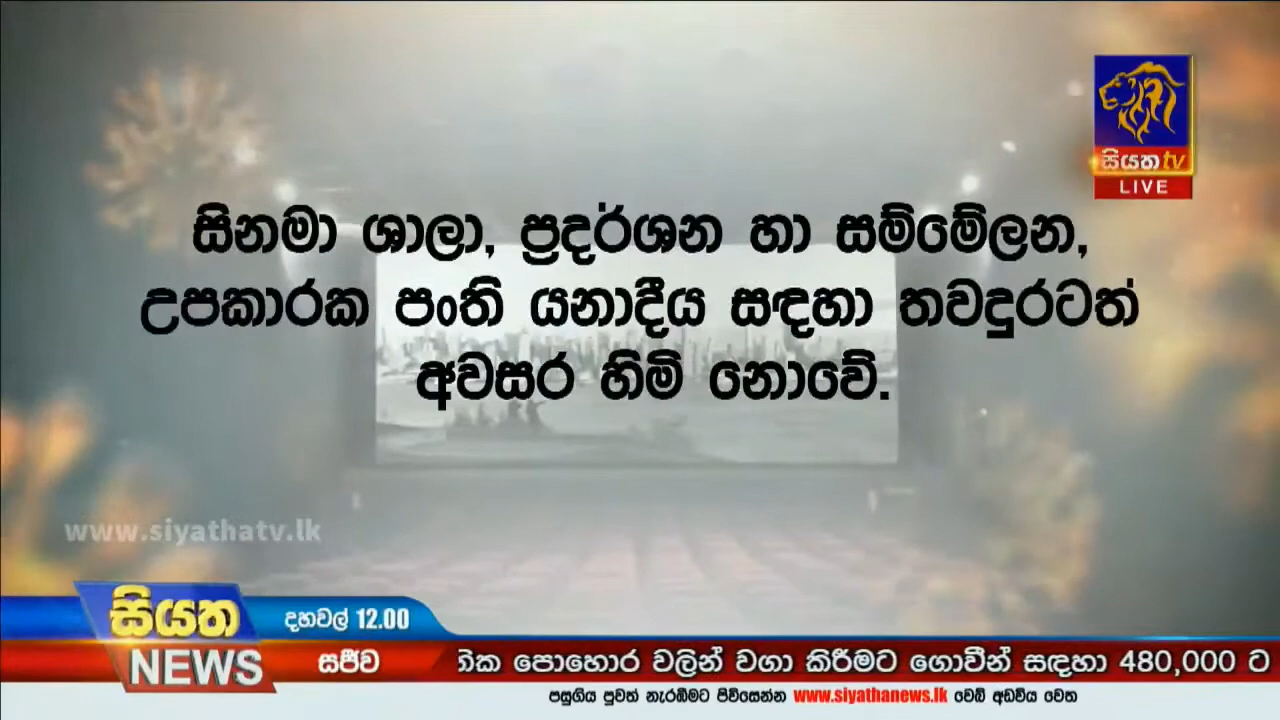 සියත tv
LIVE
සිනමා ශාලා, ප්‍රදර්ශන හා සම්මේලන,
උපකාරක පංති යනාදිය සඳහා තවදුරටත්
අවසර හිමි නොවේ.
www.siyathatv.lk
සියත
NEWS
දහවල් 12.00
සජීව
පොහොර වලින් වගා කිරීමට ගොවීන් සඳහා 480,000 ට
පසුගිය පුවත් නැරඹීමට පිවිසෙන්න www.siyathanews.lk වෙබ් අඩවිය වෙත